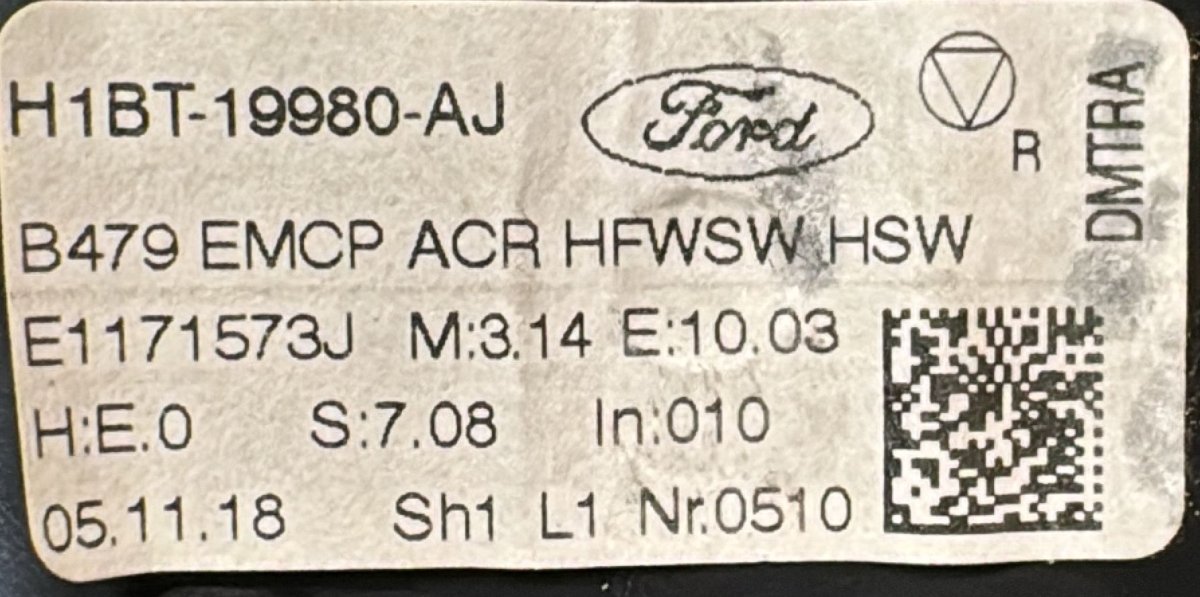 H1BT-19980-AJ
Ford
R
DMTRA
B479 EMCP ACR HFWSW HSW
E1171573J M:3.14 E:10.03
H:E.0 S:7.08 In:010
05.11.18 Sh1 L1 Nr.0510